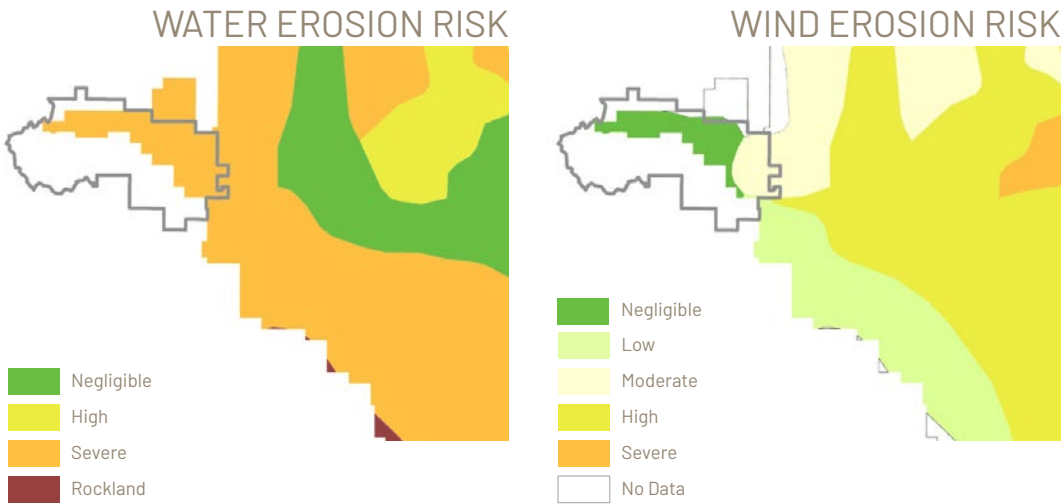 WATER EROSION RISK
Negligible
High
Severe
Rockland
WIND EROSION RISK
Negligible
Low
Moderate
High
Severe
No Data